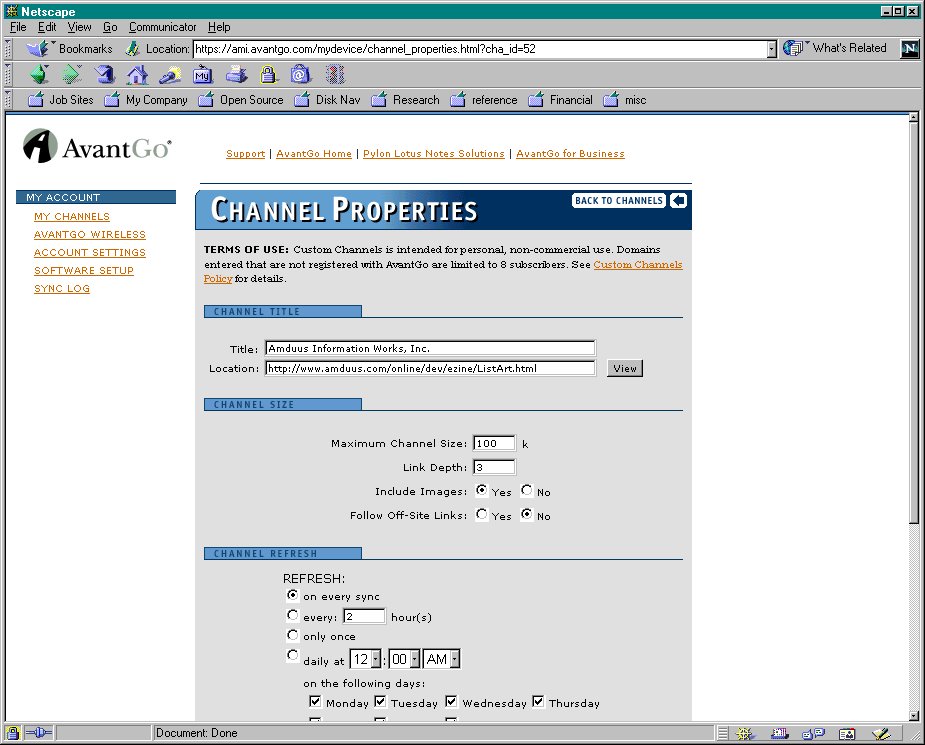 Netscape
File Edit View Go Communicator Help
Bookmarks Location: https://ami.avantgo.com/mydevice/channel_properties.html?cha_id=52 What's Related N
My
Job Sites My Company Open Source Disk Nav Research reference Financial misc
AvantGo®
Support | AvantGo Home | Pylon Lotus Notes Solutions | AvantGo for Business
MY ACCOUNT
MY CHANNELS
AVANTGO WIRELESS
ACCOUNT SETTINGS
SOFTWARE SETUP
SYNC LOG
CHANNEL PROPERTIES
BACK TO CHANNELS
TERMS OF USE: Custom Channels is intended for personal, non-commercial use. Domains
entered that are not registered with AvantGo are limited to 8 subscribers. See Custom Channels
Policy for details.
CHANNEL TITLE
Title: Amduus Information Works, Inc.
Location: http://www.amduus.com/online/dev/ezine/ListArt.html View
CHANNEL SIZE
Maximum Channel Size: 100 k
Link Depth: 3
Include Images: Yes No
Follow Off-Site Links: Yes No
CHANNEL REFRESH
REFRESH:
on every sync
every: 2 hour(s)
only once
daily at 12 : 00 AM
on the following days:
Monday Tuesday Wednesday Thursday
Document: Done